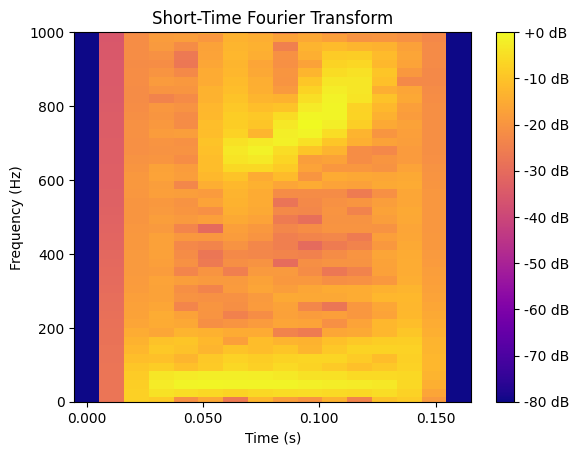 Short-Time Fourier Transform
1000
800
600
400
200
0
Frequency (Hz)
0.000
0.050
0.100
0.150
Time (s)
+0 dB
-10 dB
-20 dB
-30 dB
-40 dB
-50 dB
-60 dB
-70 dB
-80 dB